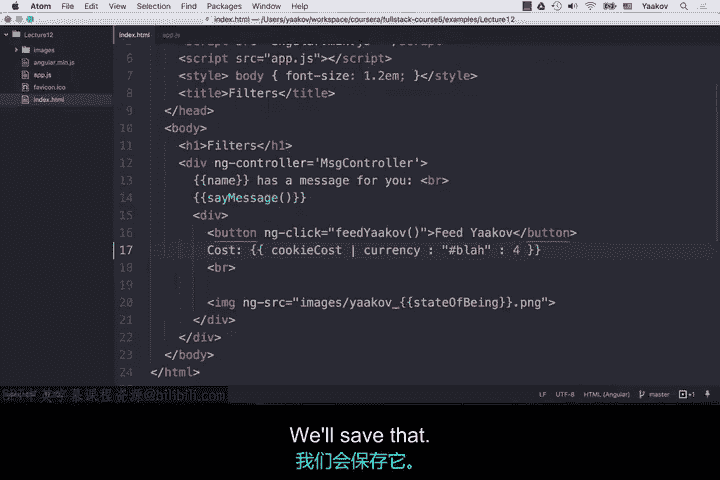 Atom File Edit View Selection Find Packages Window Help Yaakov
index.html — /Users/yaakov/workspace/coursera/fullstack-course5/examples/Lecture12
Lecture12
images
angular.min.js
app.js
favicon.ico
index.html
index.html app.js
6 <script src="app.js"></script>
7 <style> body { font-size: 1.2em; }</style>
8 <title>Filters</title>
9 </head>
10 <body>
11 <h1>Filters</h1>
12 <div ng-controller='MsgController'>
13 {{name}} has a message for you: <br>
14 {{sayMessage()}}
15 <div>
16 <button ng-click="feedYaakov()">Feed Yaakov</button>
17 Cost: {{ cookieCost | currency : "#blah" : 4 }}
18 <br>
19
20 <img ng-src="images/yaakov_{{stateOfBeing}}.png">
21 </div>
22 </div>
23 </body>
24 </html>
LF UTF-8 HTML (Angular) master +1
@bilibili.com
We'll save that.
我们会保存它。